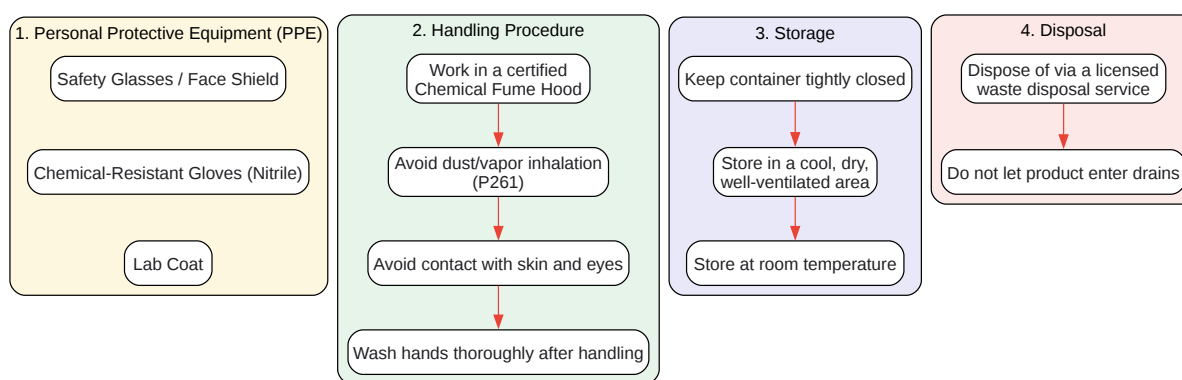 1. Personal Protective Equipment (PPE)
Safety Glasses / Face Shield
Chemical-Resistant Gloves (Nitrile)
Lab Coat
2. Handling Procedure
Work in a certified
Chemical Fume Hood
Avoid dust/vapor inhalation
(P261)
Avoid contact with skin and eyes
Wash hands thoroughly after handling
3. Storage
Keep container tightly closed
Store in a cool, dry,
well-ventilated area
Store at room temperature
4. Disposal
Dispose of via a licensed
waste disposal service
Do not let product enter drains